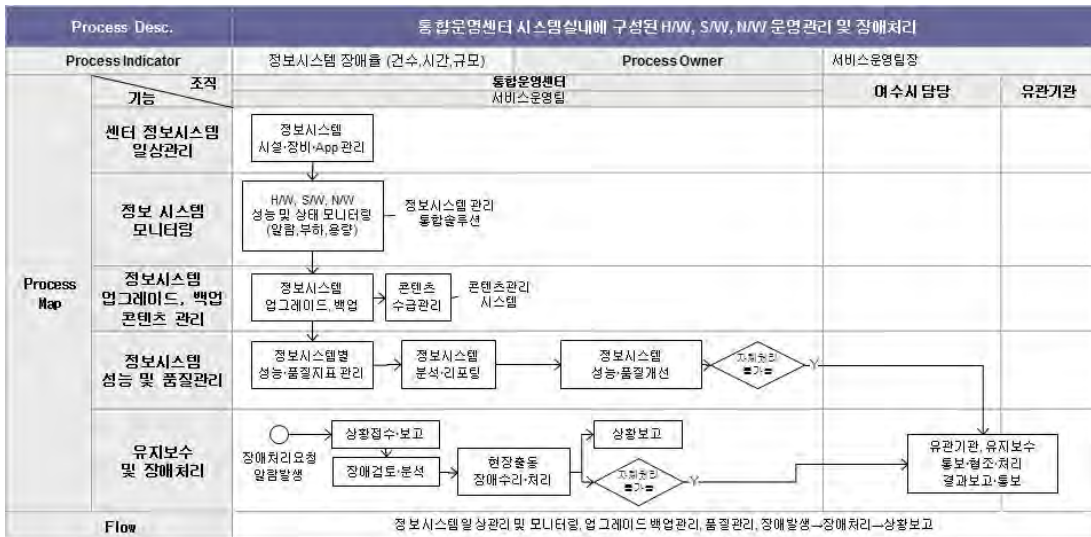 Process Desc.
통합운영센터 시스템실내에 구성된 H/W, S/W, N/W 운영관리 및 장애처리
Process Indicator
정보시스템 장애율 (건수,시간,규모)
Process Owner
서비스운영팀장
조직
기능
통합운영센터
서비스운영팀
여수시 담당
유관기관
Process
Map
센터 정보시스템
일상관리
정보시스템
시설·장비·App 관리
정보 시스템
모니터링
H/W, S/W, N/W
성능 및 상태 모니터링
(알람,부하,용량)
정보시스템 관리
통합솔루션
정보시스템
업그레이드, 백업
콘텐츠 관리
정보시스템
업그레이드, 백업
콘텐츠
수급관리
콘텐츠관리
시스템
정보시스템
성능 및 품질관리
정보시스템별
성능·품질지표 관리
정보시스템
분석·리포팅
정보시스템
성능·품질개선
자체처리
불가능
Y
유지보수
및 장애처리
장애처리요청
알람발생
상황접수·보고
장애검토·분석
현장출동
장애수리·처리
상황보고
자체처리
불가능
Y
유관기관, 유지보수
통보·협조·처리
결과보고·통보
Flow
정보시스템일상관리 및 모니터링, 업그레이드 백업관리, 품질관리, 장애발생→장애처리→상황보고